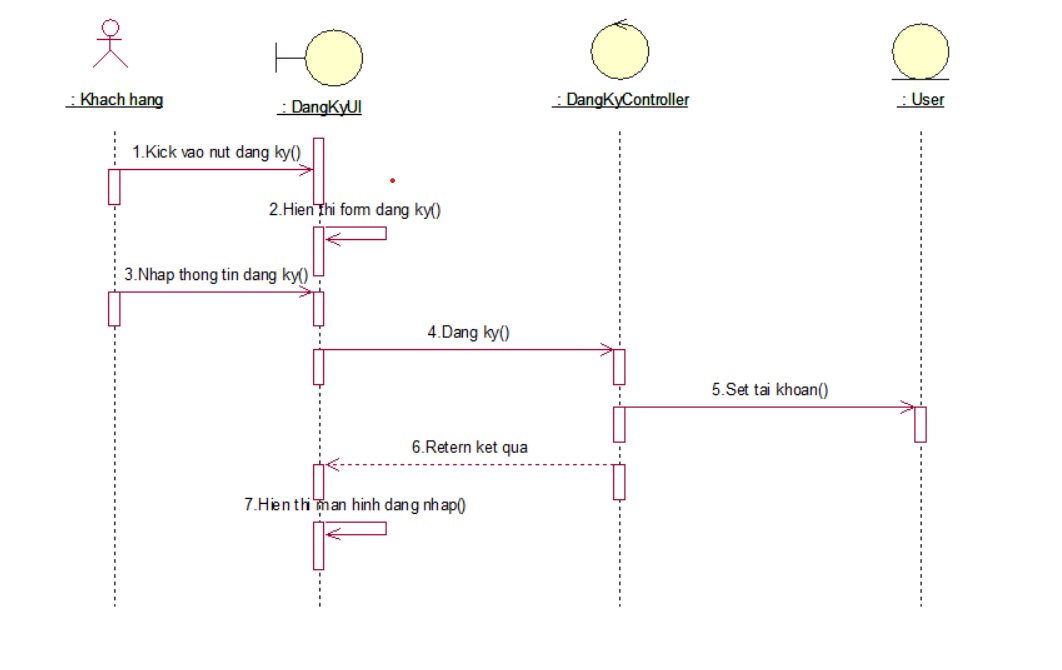 : Khach hang
: DangKyUI
: DangKyController
: User
1.Kick vao nut dang ky()
2.Hien thi form dang ky()
3.Nhap thong tin dang ky()
4.Dang ky()
5.Set tai khoan()
6.Retern ket qua
7.Hien thi man hinh dang nhap()